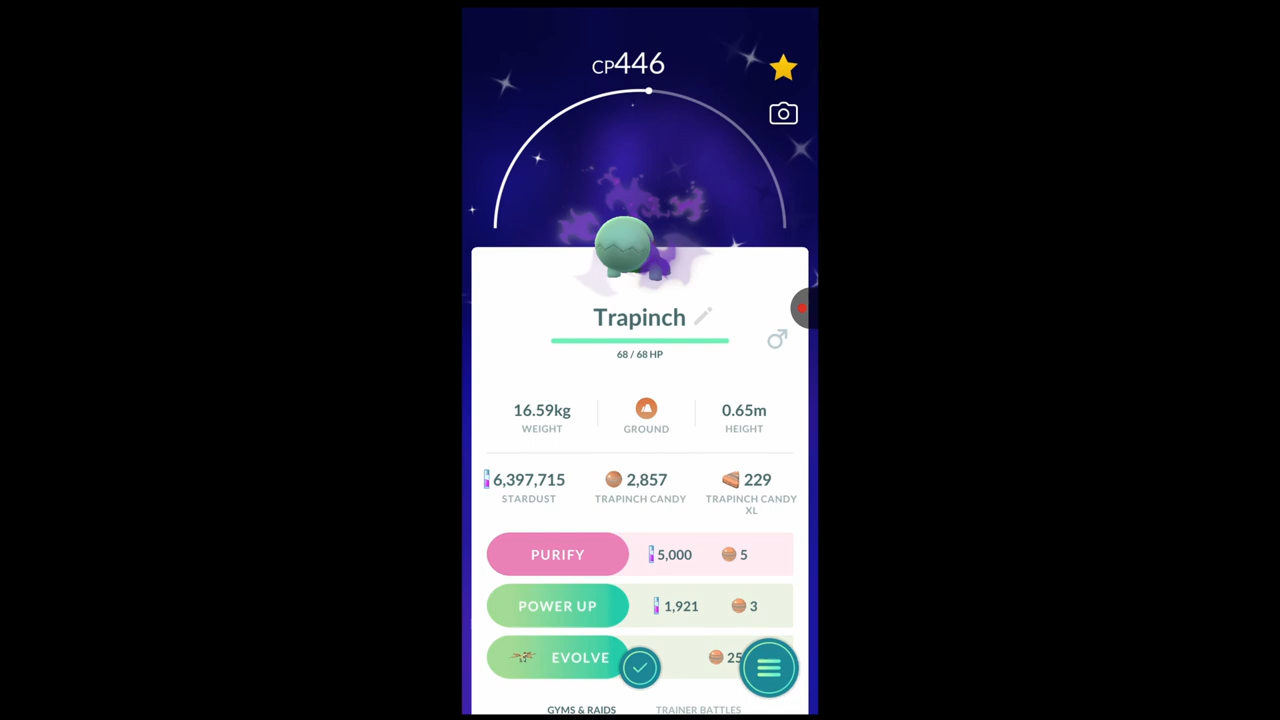 CP446
Trapinch
68 / 68 HP
16.59kg
WEIGHT
GROUND
0.65m
HEIGHT
6,397,715
STARDUST
2,857
TRAPINCH CANDY
229
TRAPINCH CANDY
XL
PURIFY 5,000 5
POWER UP 1,921 3
EVOLVE 25
GYMS & RAIDS TRAINER BATTLES